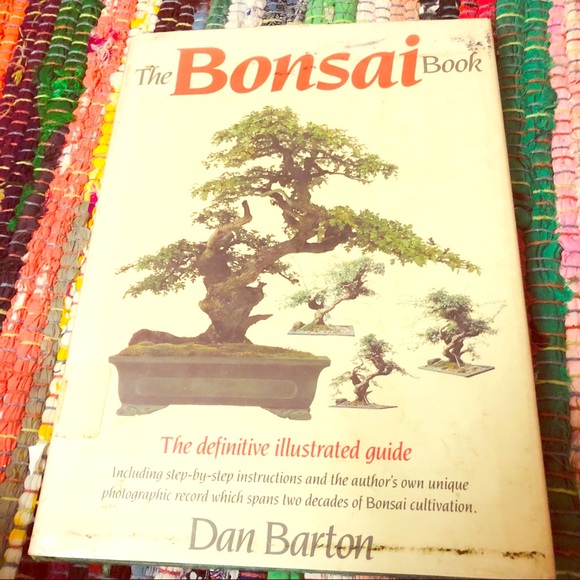 The Bonsai Book
The definitive illustrated guide
Including step-by-step instructions and the author's own unique
photographic record which spans two decades of Bonsai cultivation.
Dan Barton